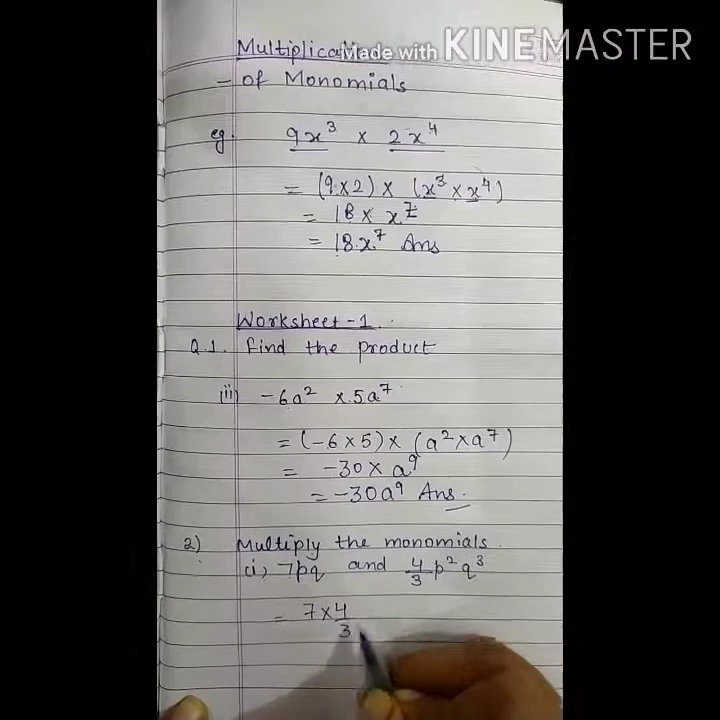 Multiplication
Made with KINEMASTER
- of Monomials
eg. 9x³ × 2x⁴
= (9×2) × (x³ × x⁴)
= 18 × x⁷
= 18x⁷ Ans
Worksheet-1.
Q.1. Find the product
(ii) -6a² × 5a⁷
= (-6×5) × (a² × a⁷)
= -30 × a⁹
= -30a⁹ Ans.
2) Multiply the monomials.
(i) 7pq and 4/3 p²q³
= 7×4/3